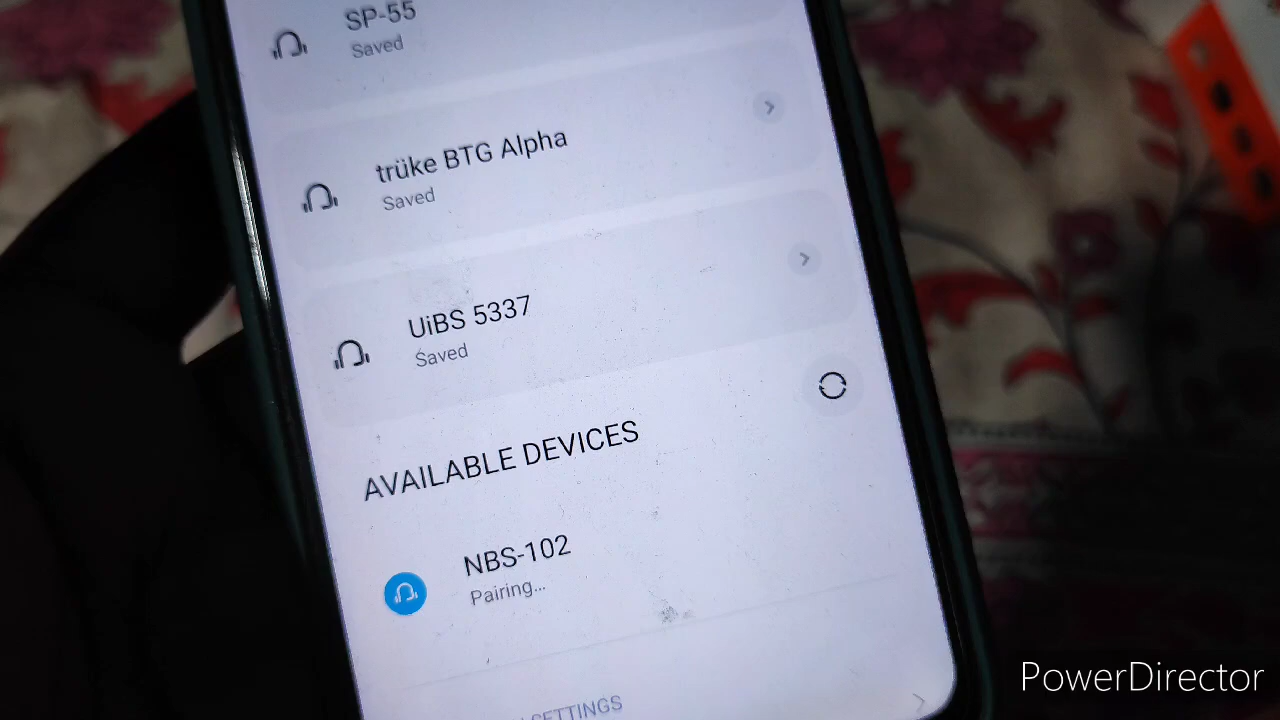 SP-55
Saved
trüke BTG Alpha
Saved
UiBS 5337
Saved
AVAILABLE DEVICES
NBS-102
Pairing...
SETTINGS
PowerDirector